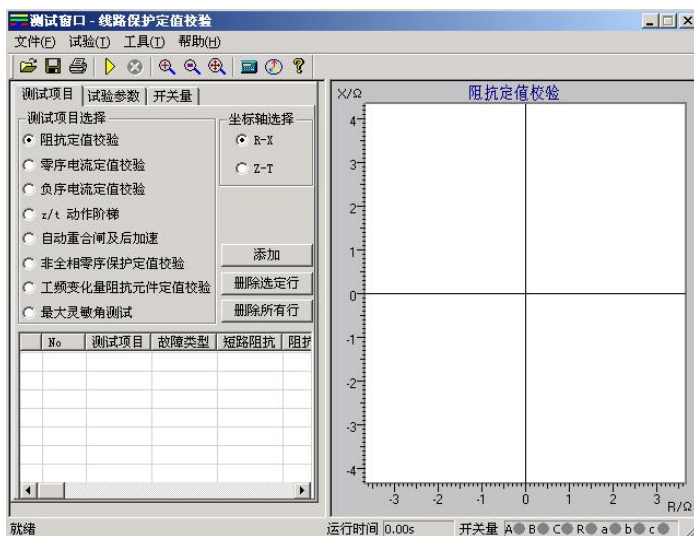 测试窗口 - 线路保护定值校验
文件(F) 试验(T) 工具(T) 帮助(H)
测试项目 试验参数 开关量
测试项目选择
阻抗定值校验
零序电流定值校验
负序电流定值校验
z/t 动作阶梯
自动重合闸及后加速
非全相零序保护定值校验
工频变化量阻抗元件定值校验
最大灵敏角测试
坐标轴选择
R-X
Z-T
添加
删除选定行
删除所有行
No 测试项目 故障类型 短路阻抗 阻抗
X/Ω
阻抗定值校验
4
3
2
1
0
-1
-2
-3
-4
-3 -2 -1 0 1 2 3
R/Ω
就绪
运行时间 0.00s 开关量 A B C R a b c